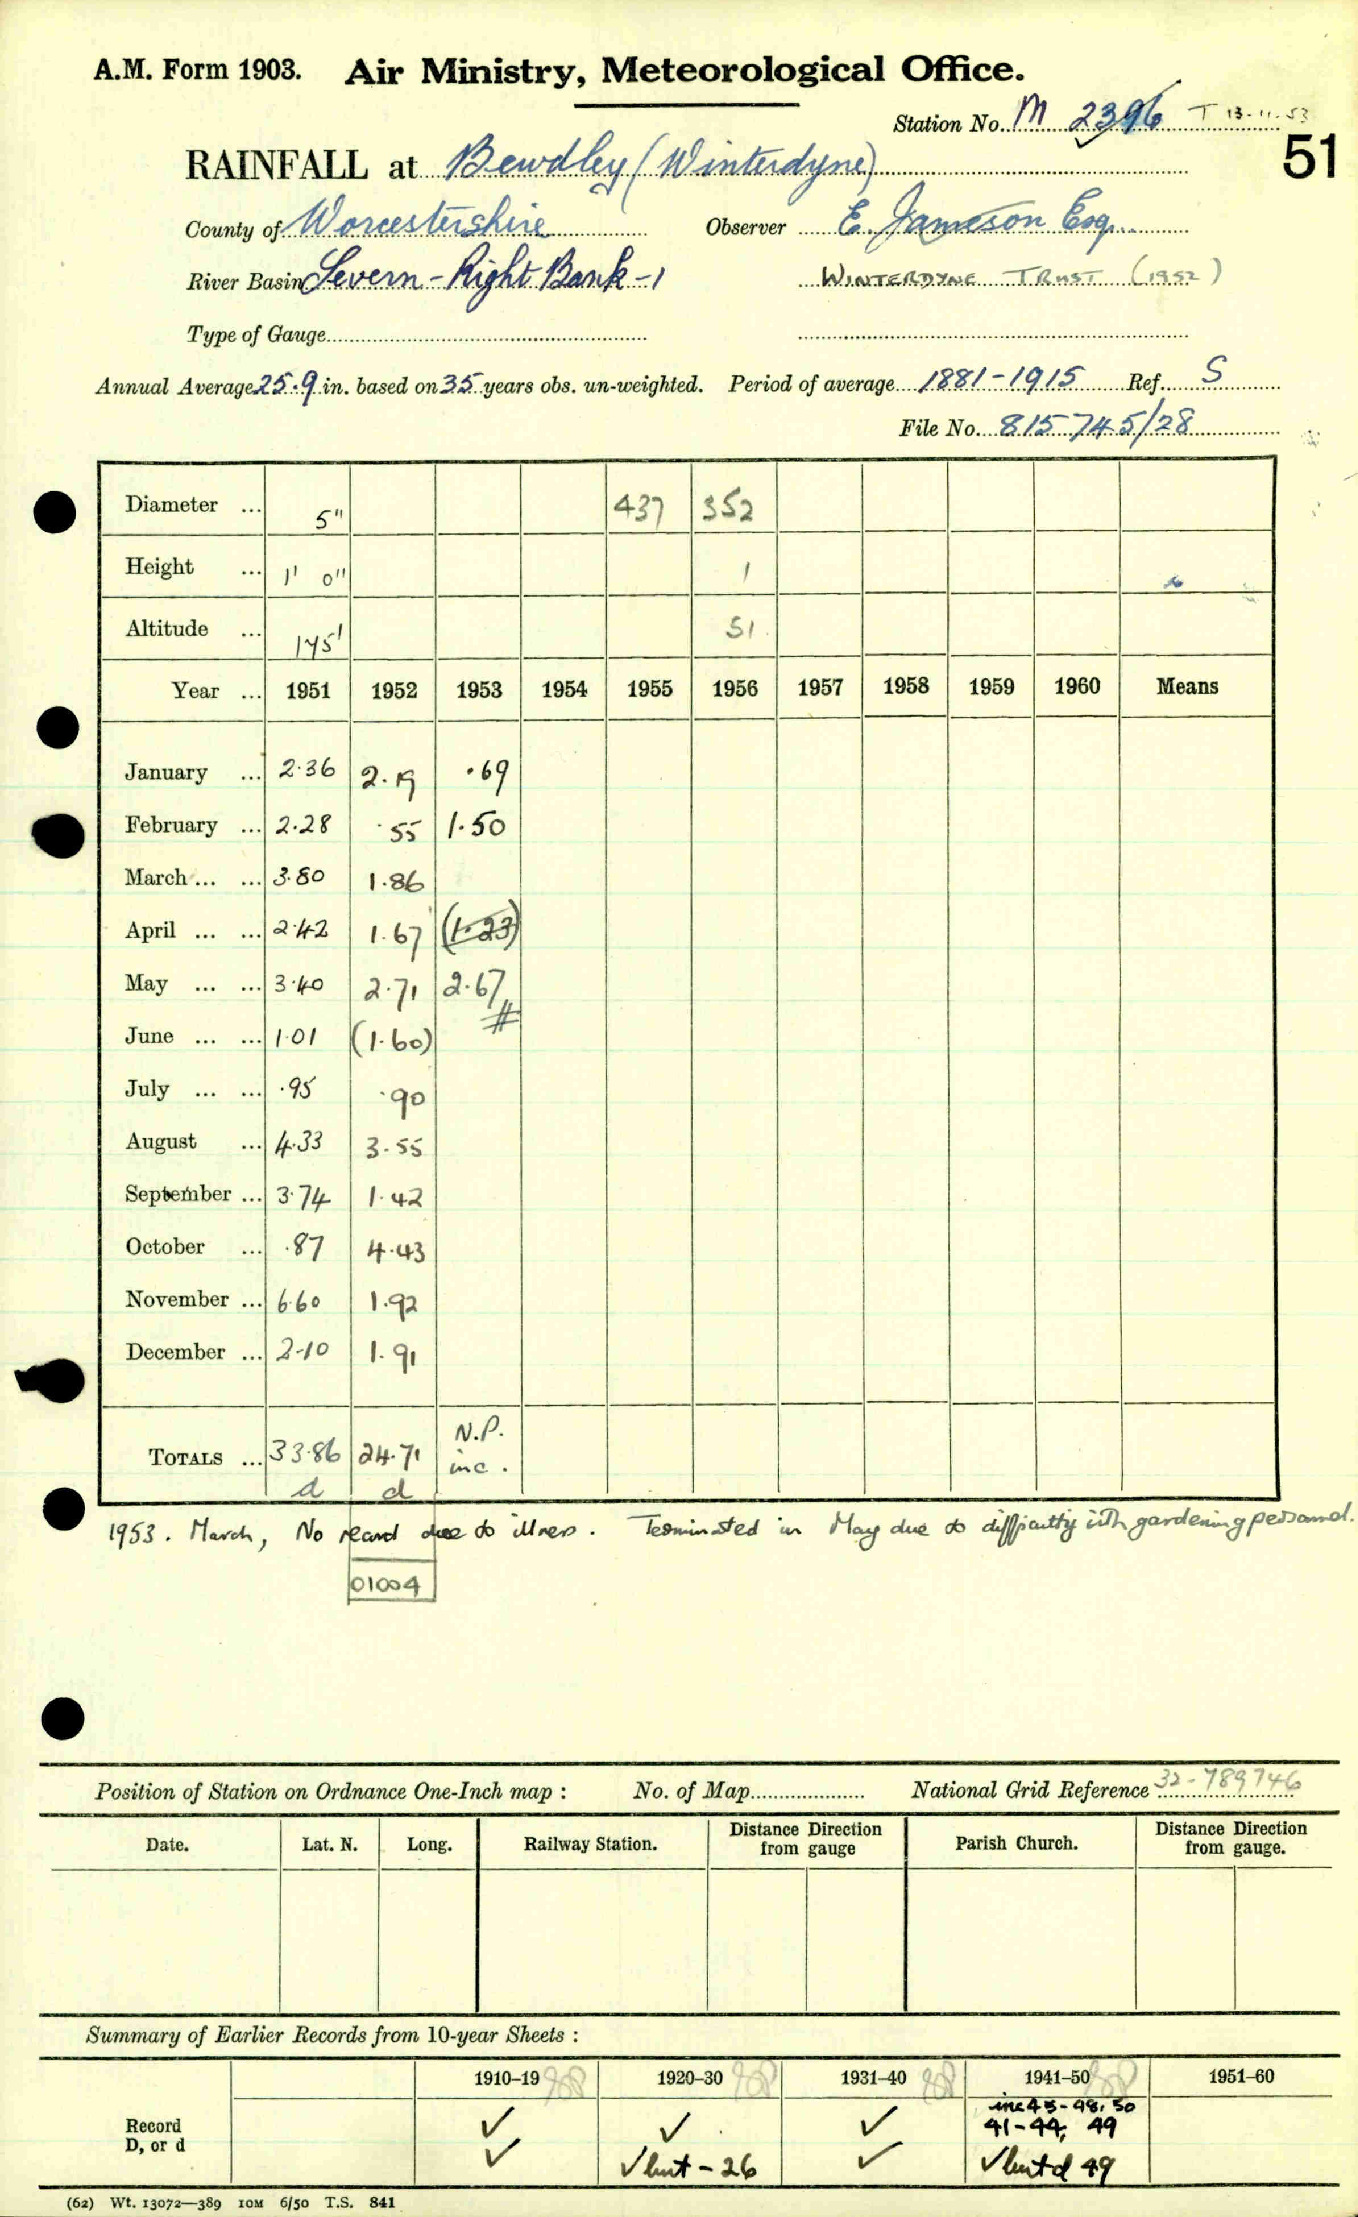 A.M. Form 1903. Air Ministry, Meteorological Office.
Station No. M 2396 T 13.11.53
51
RAINFALL at Bewdley (Winterdyne)
County of Worcestershire Observer E. Jameson Esq.
River Basin Severn - Right Bank - 1 WINTERDYNE TRUST (1952)
Type of Gauge
Annual Average 25.9 in. based on 35 years obs. un-weighted. Period of average 1881-1915 Ref. S
File No. 815745/28
Diameter ... 5" 437 352
Height ... 1' 0" 1
Altitude ... 175' 51
Year ... 1951 1952 1953 1954 1955 1956 1957 1958 1959 1960 Means
January ... 2.36 2.19 .69
February ... 2.28 .55 1.50
March ... ... 3.80 1.86
April ... ... 2.42 1.67 (1.23)
May ... ... 3.40 2.71 2.67
#
June ... ... 1.01 (1.60)
July ... ... .95 .90
August ... 4.33 3.55
September ... 3.74 1.42
October ... .87 4.43
November ... 6.60 1.92
December ... 2.10 1.91
TOTALS ... 33.86 24.71 N.P. inc.
d d
1953. March, No record due to illness. Terminated in May due to difficulty with gardening personnel.
01004
Position of Station on Ordnance One-Inch map : No. of Map National Grid Reference 32-789746
Date. Lat. N. Long. Railway Station. Distance Direction from gauge Parish Church. Distance Direction from gauge.
Summary of Earlier Records from 10-year Sheets :
1910-19 1920-30 1931-40 1941-50 1951-60
inc 45-48, 50
Record ✓ ✓ ✓ 41-44, 49
D, or d ✓ ✓ but - 26 ✓ ✓ but d 49
(62) Wt. 13072—389 10M 6/50 T.S. 841